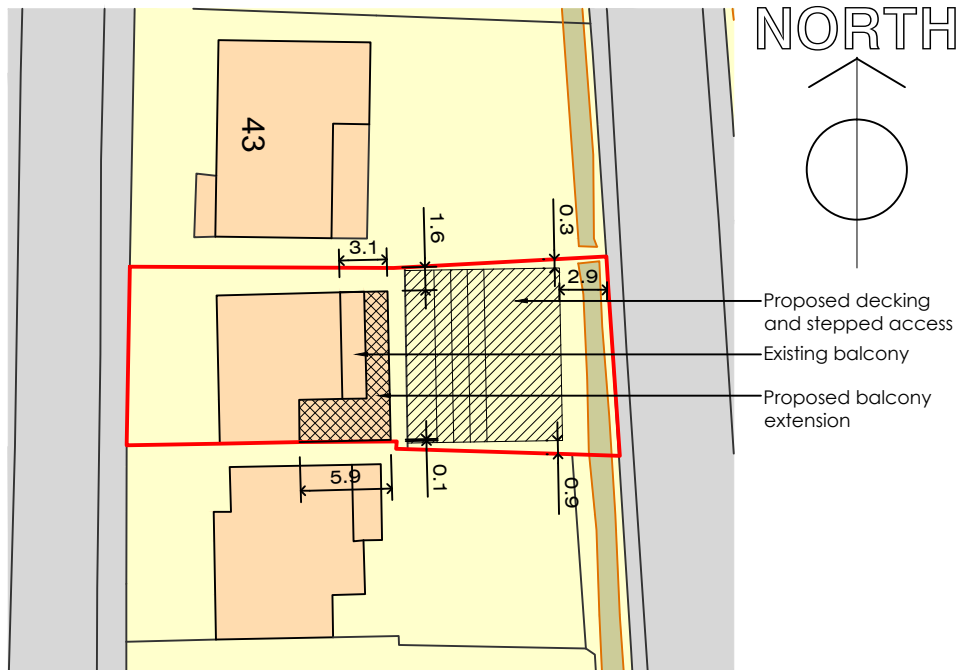 NORTH
43
1.6
0.3
3.1
2.9
Proposed decking
and stepped access
Existing balcony
Proposed balcony
extension
5.9
0.1
0.9